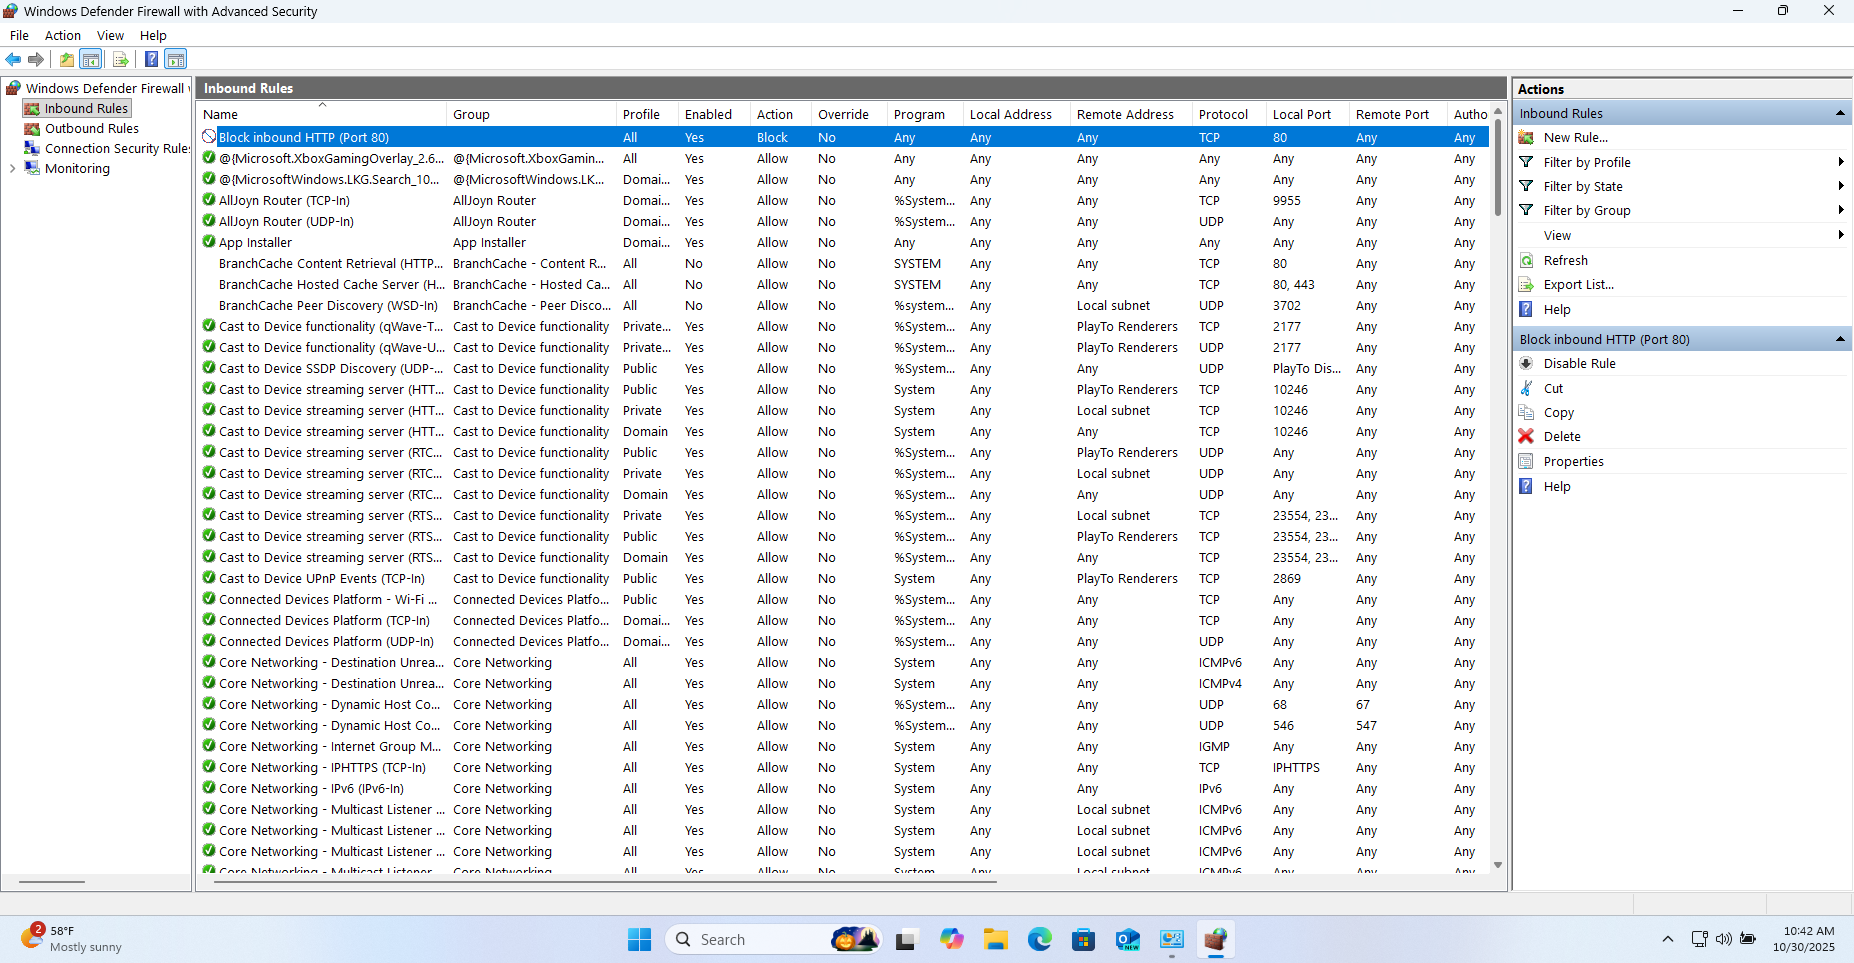 Windows Defender Firewall with Advanced Security
File Action View Help
Windows Defender Firewall
Inbound Rules
Outbound Rules
Connection Security Rule
Monitoring
Inbound Rules
Name Group Profile Enabled Action Override Program Local Address Remote Address Protocol Local Port Remote Port Autho
Block inbound HTTP (Port 80) All Yes Block No Any Any Any TCP 80 Any Any
@{Microsoft.XboxGamingOverlay_2.6... @{Microsoft.XboxGamin... All Yes Allow No Any Any Any Any Any Any Any
@{MicrosoftWindows.LKG.Search_10... @{MicrosoftWindows.LK... Domai... Yes Allow No Any Any Any Any Any Any Any
AllJoyn Router (TCP-In) AllJoyn Router Domai... Yes Allow No %System... Any Any TCP 9955 Any Any
AllJoyn Router (UDP-In) AllJoyn Router Domai... Yes Allow No %System... Any Any UDP Any Any Any
App Installer App Installer Domai... Yes Allow No Any Any Any Any Any Any Any
BranchCache Content Retrieval (HTTP... BranchCache - Content R... All No Allow No SYSTEM Any Any TCP 80 Any Any
BranchCache Hosted Cache Server (H... BranchCache - Hosted Ca... All No Allow No SYSTEM Any Any TCP 80, 443 Any Any
BranchCache Peer Discovery (WSD-In) BranchCache - Peer Disco... All No Allow No %system... Any Local subnet UDP 3702 Any Any
Cast to Device functionality (qWave-T... Cast to Device functionality Private... Yes Allow No %System... Any PlayTo Renderers TCP 2177 Any Any
Cast to Device functionality (qWave-U... Cast to Device functionality Private... Yes Allow No %System... Any PlayTo Renderers UDP 2177 Any Any
Cast to Device SSDP Discovery (UDP-... Cast to Device functionality Public Yes Allow No %System... Any Any UDP PlayTo Dis... Any Any
Cast to Device streaming server (HTT... Cast to Device functionality Public Yes Allow No System Any PlayTo Renderers TCP 10246 Any Any
Cast to Device streaming server (HTT... Cast to Device functionality Private Yes Allow No System Any Local subnet TCP 10246 Any Any
Cast to Device streaming server (HTT... Cast to Device functionality Domain Yes Allow No System Any Any TCP 10246 Any Any
Cast to Device streaming server (RTC... Cast to Device functionality Public Yes Allow No %System... Any PlayTo Renderers UDP Any Any Any
Cast to Device streaming server (RTC... Cast to Device functionality Private Yes Allow No %System... Any Local subnet UDP Any Any Any
Cast to Device streaming server (RTC... Cast to Device functionality Domain Yes Allow No %System... Any Any UDP Any Any Any
Cast to Device streaming server (RTS... Cast to Device functionality Private Yes Allow No %System... Any Local subnet TCP 23554, 23... Any Any
Cast to Device streaming server (RTS... Cast to Device functionality Public Yes Allow No %System... Any PlayTo Renderers TCP 23554, 23... Any Any
Cast to Device streaming server (RTS... Cast to Device functionality Domain Yes Allow No %System... Any Any TCP 23554, 23... Any Any
Cast to Device UPnP Events (TCP-In) Cast to Device functionality Public Yes Allow No System Any PlayTo Renderers TCP 2869 Any Any
Connected Devices Platform - Wi-Fi ... Connected Devices Platfo... Public Yes Allow No %System... Any Any TCP Any Any Any
Connected Devices Platform (TCP-In) Connected Devices Platfo... Domai... Yes Allow No %System... Any Any TCP Any Any Any
Connected Devices Platform (UDP-In) Connected Devices Platfo... Domai... Yes Allow No %System... Any Any UDP Any Any Any
Core Networking - Destination Unrea... Core Networking All Yes Allow No System Any Any ICMPv6 Any Any Any
Core Networking - Destination Unrea... Core Networking All Yes Allow No System Any Any ICMPv4 Any Any Any
Core Networking - Dynamic Host Co... Core Networking All Yes Allow No %System... Any Any UDP 68 67 Any
Core Networking - Dynamic Host Co... Core Networking All Yes Allow No %System... Any Any UDP 546 547 Any
Core Networking - Internet Group M... Core Networking All Yes Allow No System Any Any IGMP Any Any Any
Core Networking - IPHTTPS (TCP-In) Core Networking All Yes Allow No System Any Any TCP IPHTTPS Any Any
Core Networking - IPv6 (IPv6-In) Core Networking All Yes Allow No System Any Any IPv6 Any Any Any
Core Networking - Multicast Listener ... Core Networking All Yes Allow No System Any Local subnet ICMPv6 Any Any Any
Core Networking - Multicast Listener ... Core Networking All Yes Allow No System Any Local subnet ICMPv6 Any Any Any
Core Networking - Multicast Listener ... Core Networking All Yes Allow No System Any Local subnet ICMPv6 Any Any Any
Core Networking - Multicast Listener ... Core Networking All Yes Allow No System Any Local subnet ICMPv6 Any Any Any
Actions
Inbound Rules
New Rule...
Filter by Profile
Filter by State
Filter by Group
View
Refresh
Export List...
Help
Block inbound HTTP (Port 80)
Disable Rule
Cut
Copy
Delete
Properties
Help
2
58°F
Mostly sunny
Search
NEW
10:42 AM
10/30/2025